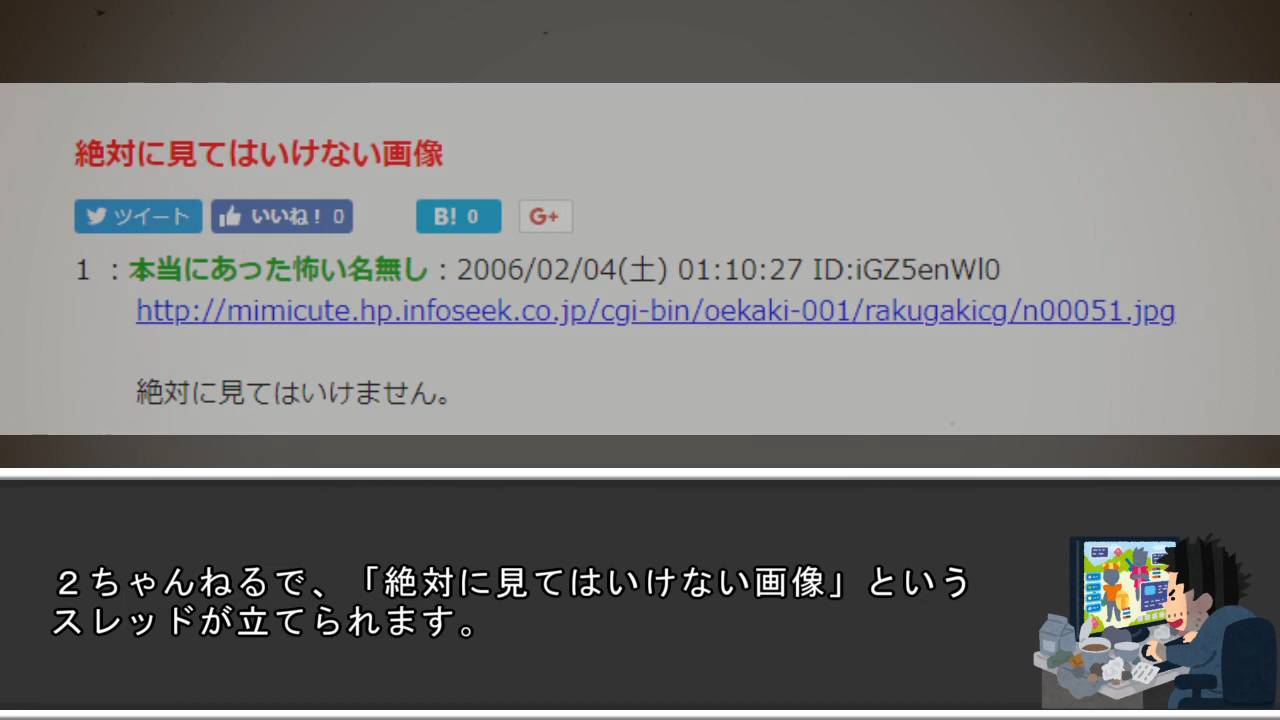 絶対に見てはいけない画像
ツイート いいね！ 0 B! 0 G+
1 ：本当にあった怖い名無し：2006/02/04(土) 01:10:27 ID:iGZ5enWl0
http://mimicute.hp.infoseek.co.jp/cgi-bin/oekaki-001/rakugakicg/n00051.jpg
絶対に見てはいけません。
２ちゃんねるで、「絶対に見てはいけない画像」という
スレッドが立てられます。